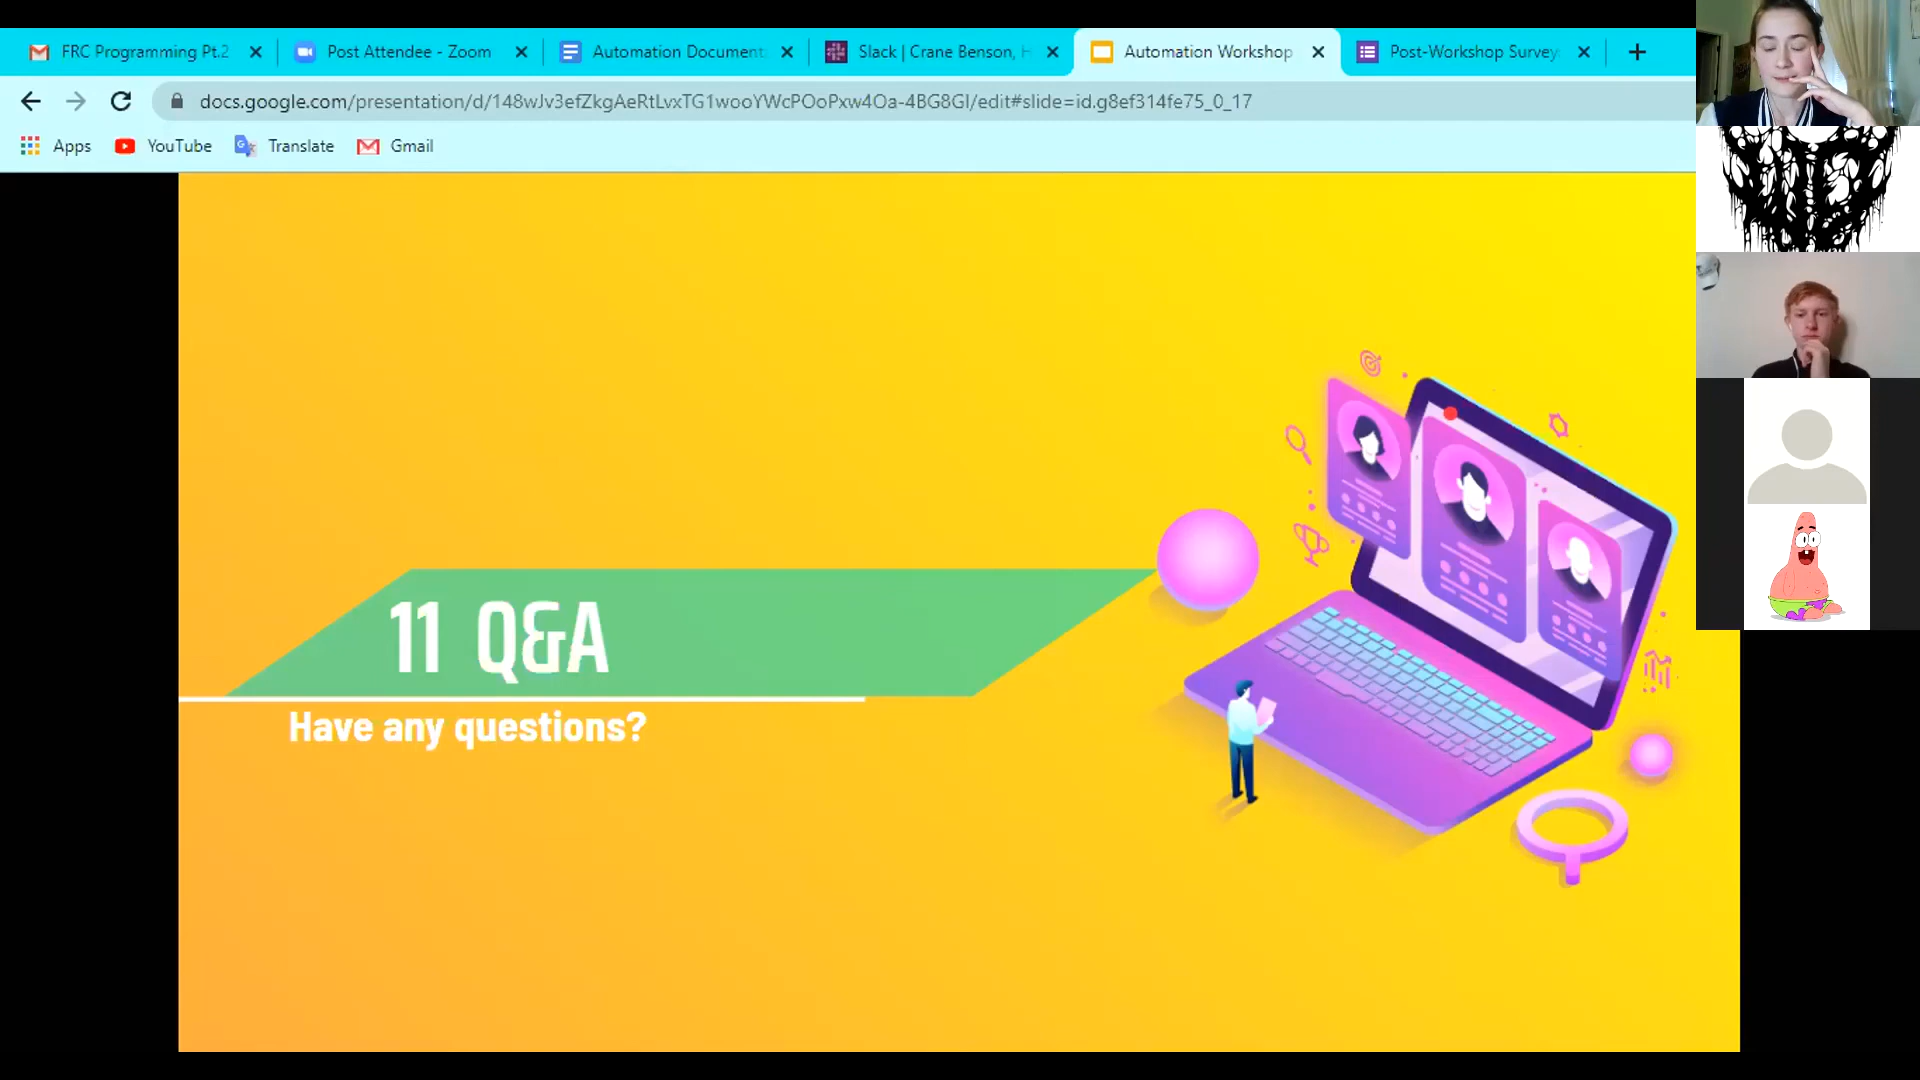 FRC Programming Pt.2
Post Attendee - Zoom
Automation Document
Slack | Crane Benson, H
Automation Workshop
Post-Workshop Survey
docs.google.com/presentation/d/148wJv3efZkgAeRtLvxTG1wooYWcPOoPxw4Oa-4BG8GI/edit#slide=id.g8ef314fe75_0_17
Apps
YouTube
Translate
Gmail
11 Q&A
Have any questions?